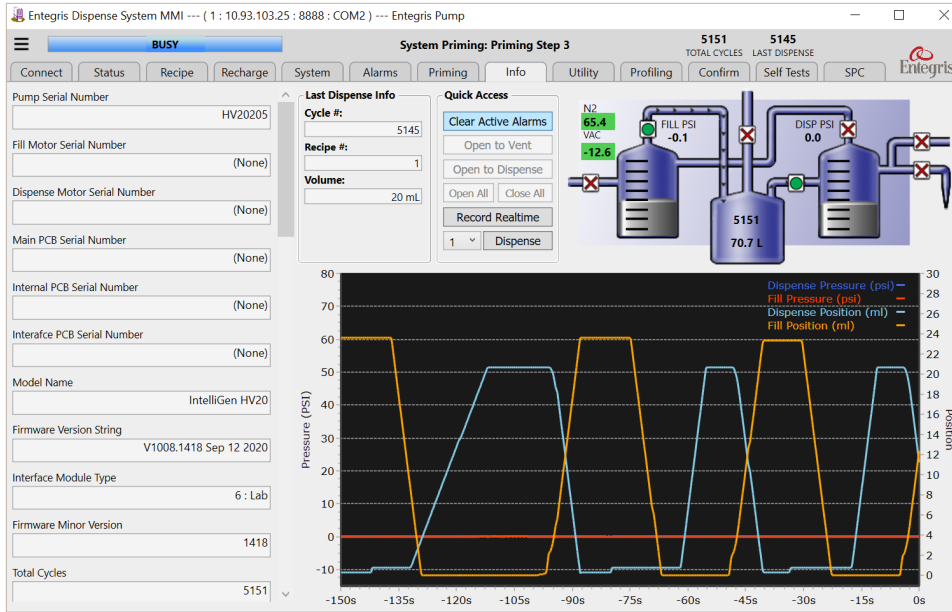 Entegris Dispense System MMI --- ( 1 : 10.93.103.25 : 8888 : COM2 ) --- Entegris Pump
BUSY
System Priming: Priming Step 3
5151
TOTAL CYCLES
5145
LAST DISPENSE
Entegris
Connect
Status
Recipe
Recharge
System
Alarms
Priming
Info
Utility
Profiling
Confirm
Self Tests
SPC
Pump Serial Number
HV20205
Fill Motor Serial Number
(None)
Dispense Motor Serial Number
(None)
Main PCB Serial Number
(None)
Internal PCB Serial Number
(None)
Interafce PCB Serial Number
(None)
Model Name
IntelliGen HV20
Firmware Version String
V1008.1418 Sep 12 2020
Interface Module Type
6 : Lab
Firmware Minor Version
1418
Total Cycles
5151
Last Dispense Info
Cycle #:
5145
Recipe #:
1
Volume:
20 mL
Quick Access
Clear Active Alarms
Open to Vent
Open to Dispense
Open All
Close All
Record Realtime
1
Dispense
N2
65.4
VAC
-12.6
FILL PSI
-0.1
DISP PSI
0.0
5151
70.7 L
Dispense Pressure (psi)
Fill Pressure (psi)
Dispense Position (ml)
Fill Position (ml)
Pressure (PSI)
80
70
60
50
40
30
20
10
0
-10
30
28
26
24
22
20
18
16
14
12
10
8
6
4
2
0
Position
-150s
-135s
-120s
-105s
-90s
-75s
-60s
-45s
-30s
-15s
0s